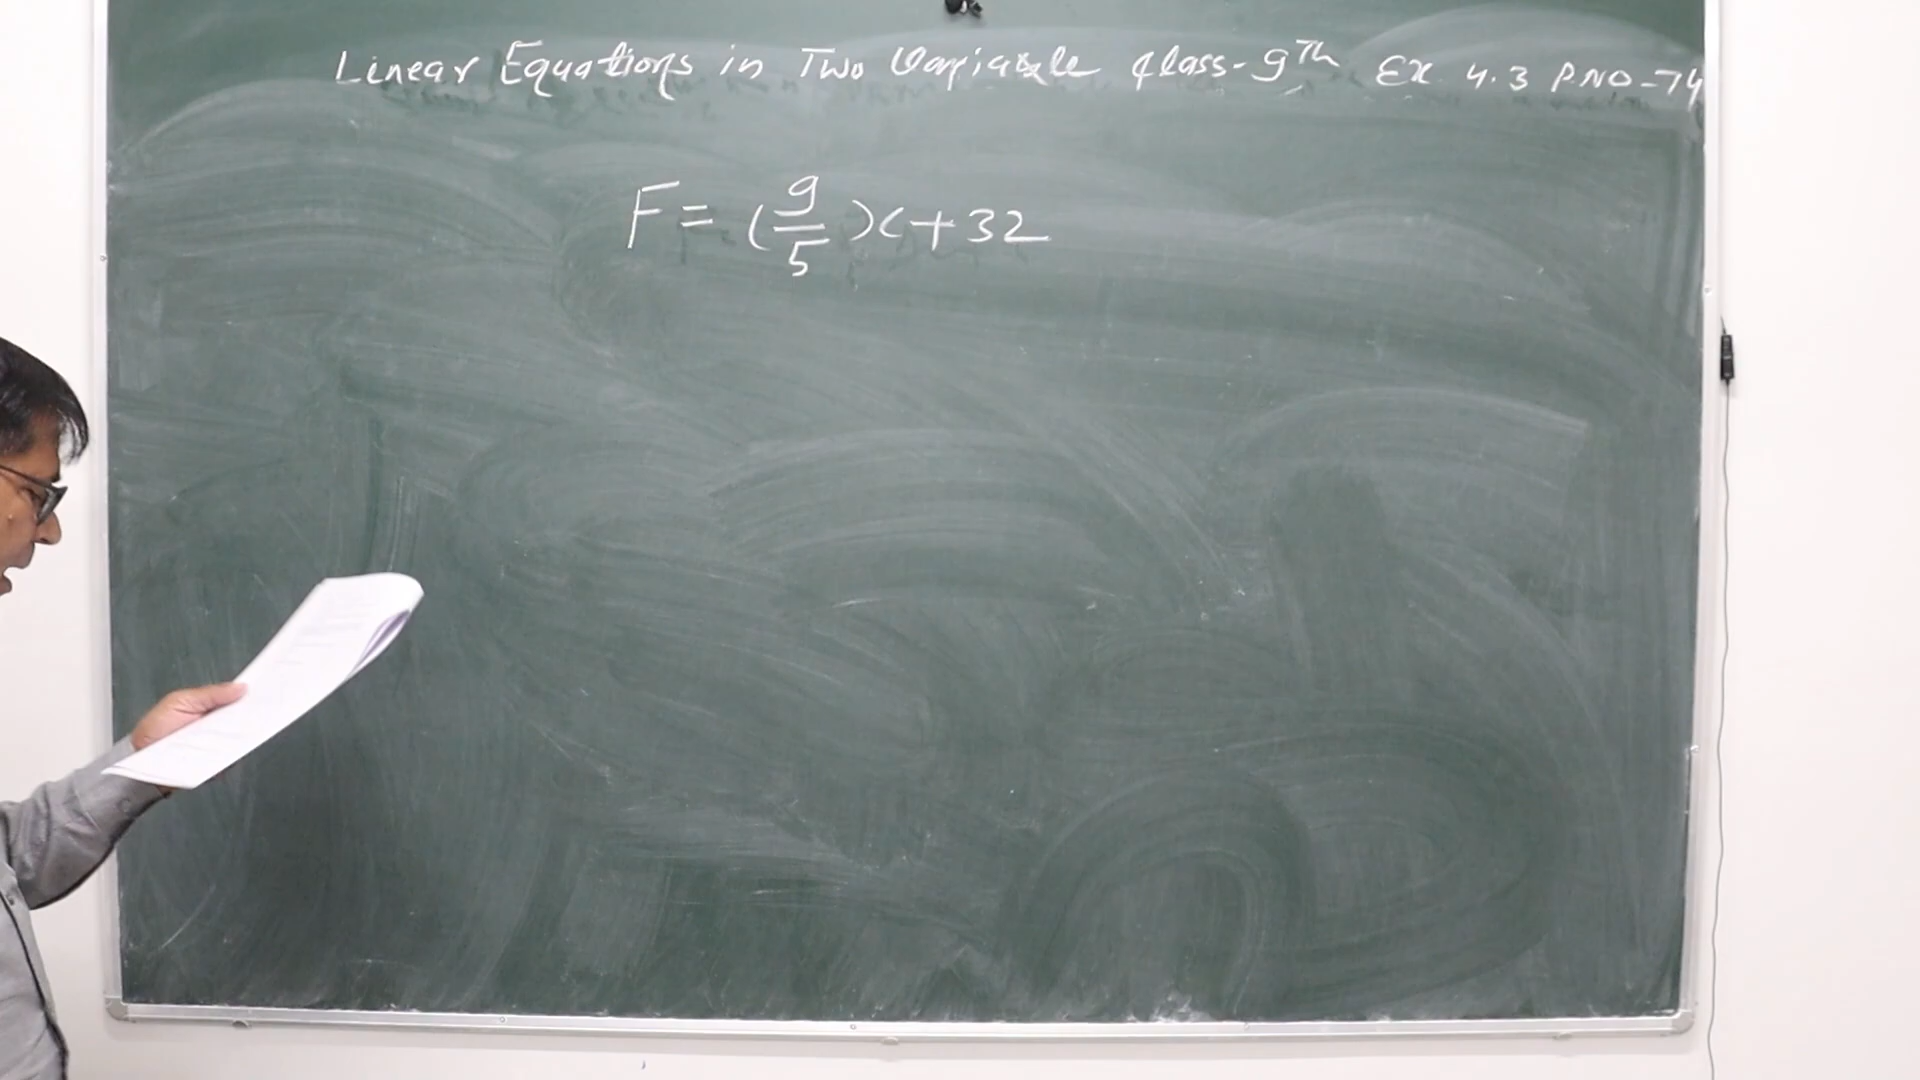 Linear Equations in Two Variable Class-9th Ex 4.3 P.NO-74
F = (9/5)C+32